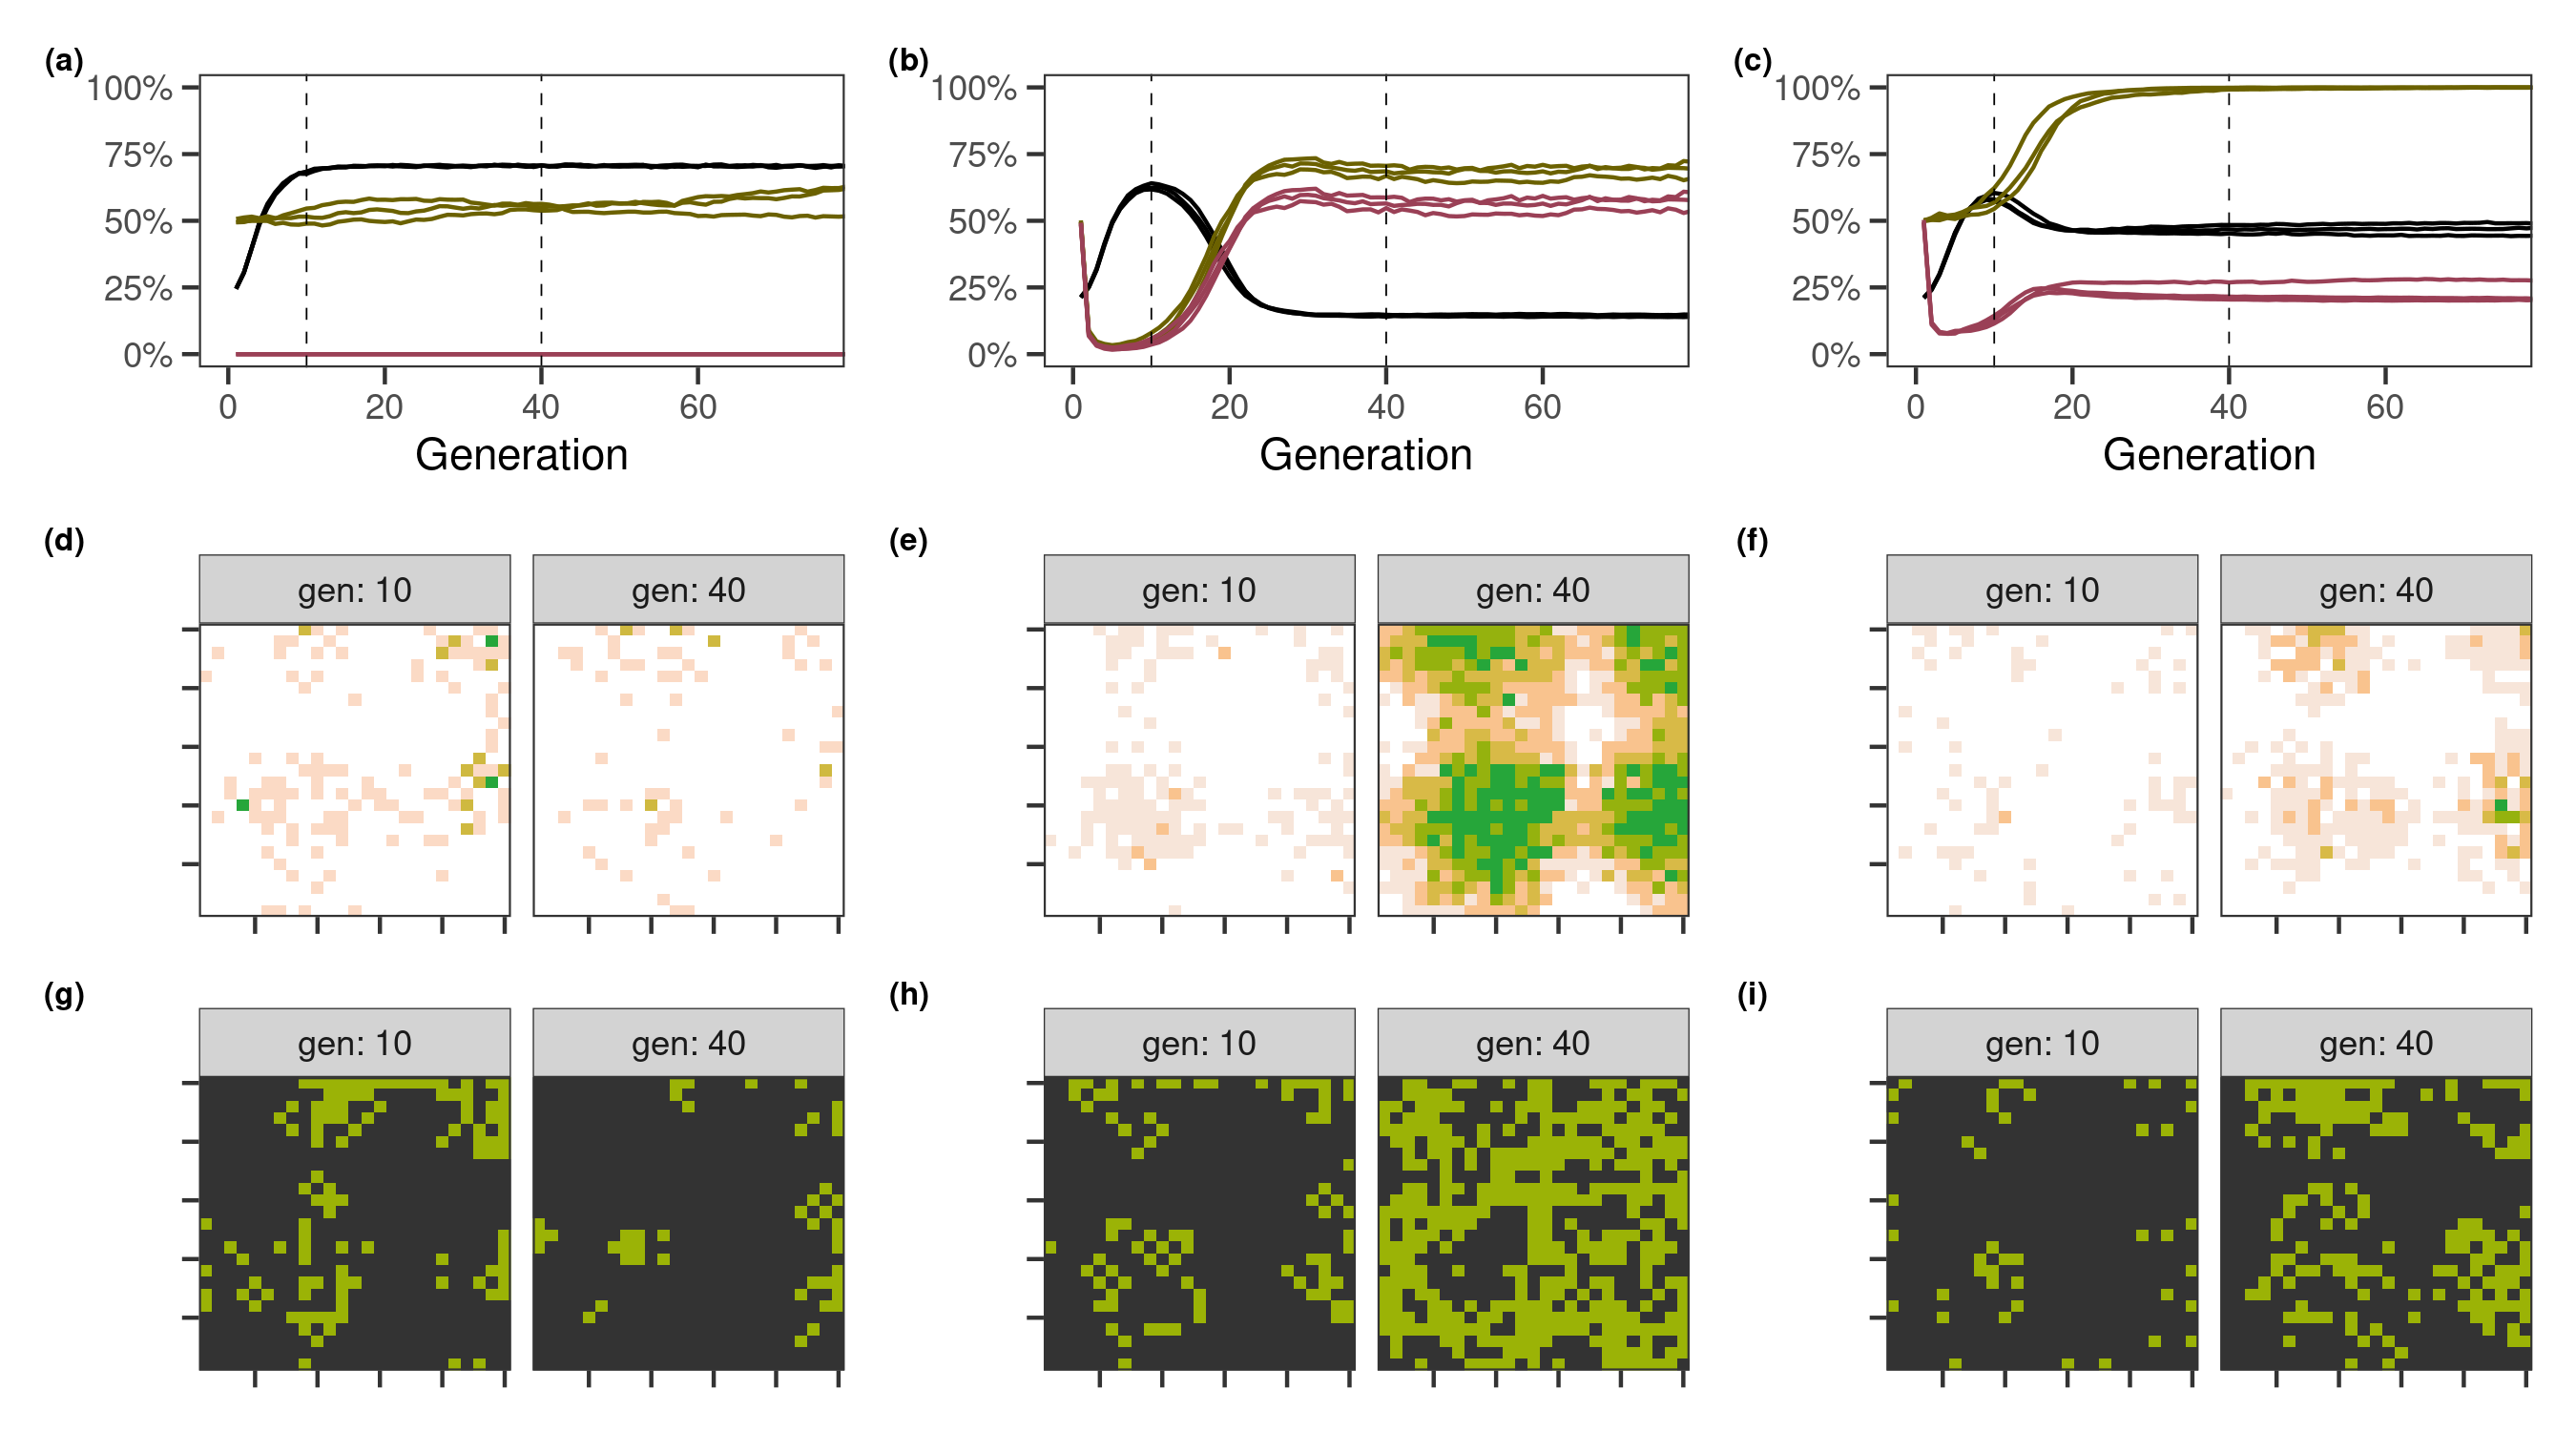 (a) (b) (c)
100% 100% 100%
75% 75% 75%
50% 50% 50%
25% 25% 25%
0% 0% 0%
0 20 40 60 0 20 40 60 0 20 40 60
Generation Generation Generation
(d) (e) (f)
gen: 10 gen: 40 gen: 10 gen: 40 gen: 10 gen: 40
(g) (h) (i)
gen: 10 gen: 40 gen: 10 gen: 40 gen: 10 gen: 40